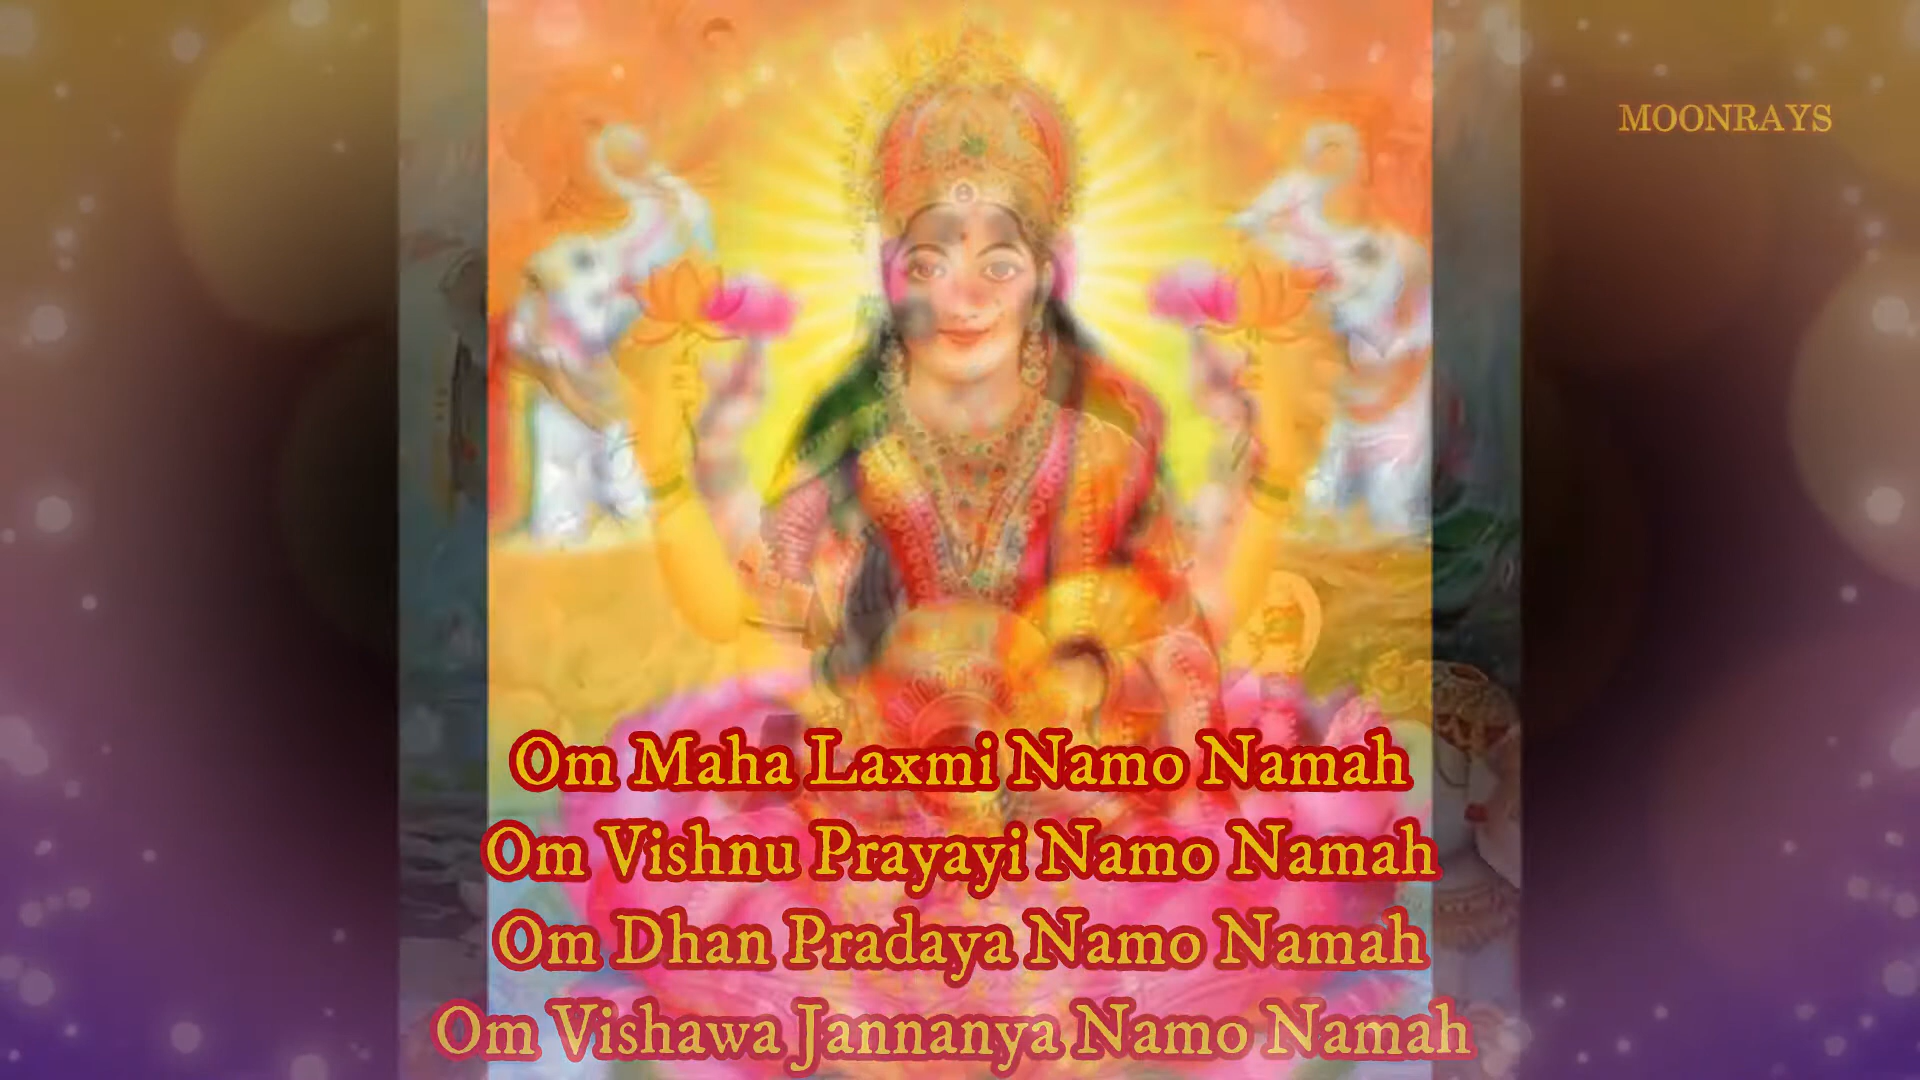 MOONRAYS
Om Maha Laxmi Namo Namah
Om Vishnu Prayayi Namo Namah
Om Dhan Pradaya Namo Namah
Om Vishawa Jannanya Namo Namah